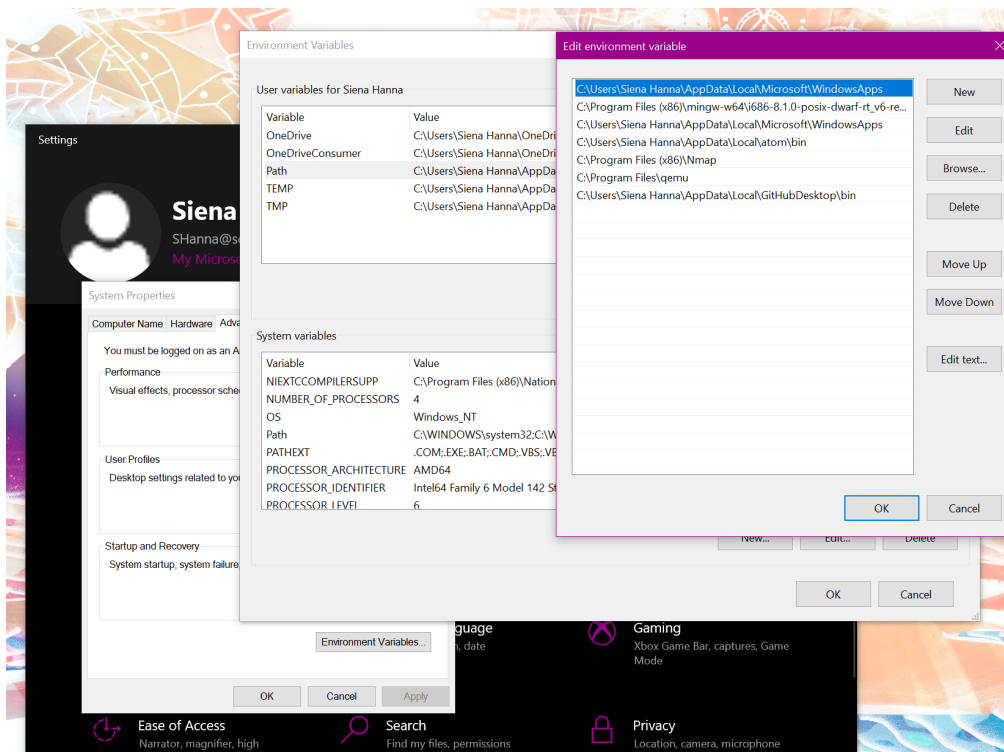 Settings
Siena
SHanna@s
My Micros
System Properties
Computer Name Hardware Adva
You must be logged on as an A
Performance
Visual effects, processor sche
User Profiles
Desktop settings related to you
Startup and Recovery
System startup, system failure
Environment Variables...
OK Cancel Apply
Environment Variables
User variables for Siena Hanna
Variable Value
OneDrive C:\Users\Siena Hanna\OneDri
OneDriveConsumer C:\Users\Siena Hanna\OneDri
Path C:\Users\Siena Hanna\AppDa
TEMP C:\Users\Siena Hanna\AppDa
TMP C:\Users\Siena Hanna\AppDa
System variables
Variable Value
NIEXTCCOMPILERSUPP C:\Program Files (x86)\Nation
NUMBER_OF_PROCESSORS 4
OS Windows_NT
Path C:\WINDOWS\system32;C:\W
PATHEXT .COM;.EXE;.BAT;.CMD;.VBS;.VE
PROCESSOR_ARCHITECTURE AMD64
PROCESSOR_IDENTIFIER Intel64 Family 6 Model 142 St
PROCESSOR_LEVEL 6
New... Edit... Delete
OK Cancel
Edit environment variable
C:\Users\Siena Hanna\AppData\Local\Microsoft\WindowsApps
C:\Program Files (x86)\mingw-w64\i686-8.1.0-posix-dwarf-rt_v6-re...
C:\Users\Siena Hanna\AppData\Local\Microsoft\WindowsApps
C:\Users\Siena Hanna\AppData\Local\atom\bin
C:\Program Files (x86)\Nmap
C:\Program Files\qemu
C:\Users\Siena Hanna\AppData\Local\GitHubDesktop\bin
New
Edit
Browse...
Delete
Move Up
Move Down
Edit text...
OK Cancel
guage
n, date
Gaming
Xbox Game Bar, captures, Game
Mode
Ease of Access
Narrator, magnifier, high
Search
Find my files, permissions
Privacy
Location, camera, microphone